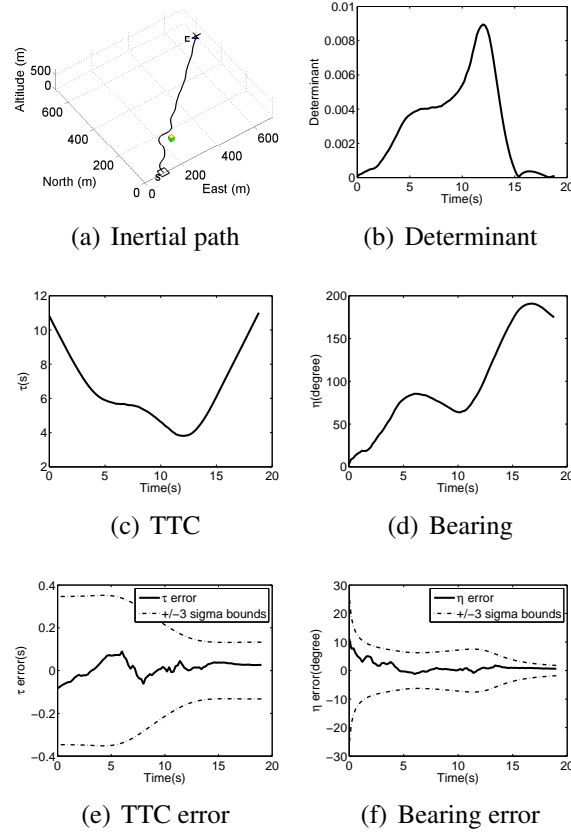 Altitude (m)
500
0
600
400
200
0
North (m)
0
200
400
600
East (m)
E
s
(a) Inertial path
Determinant
0.01
0.008
0.006
0.004
0.002
0
0 5 10 15 20
Time(s)
(b) Determinant
τ(s)
12
10
8
6
4
2
0 5 10 15 20
Time(s)
(c) TTC
η(degree)
200
150
100
50
0
0 5 10 15 20
Time(s)
(d) Bearing
τ error(s)
0.4
0.2
0
−0.2
−0.4
0 5 10 15 20
Time(s)
τ error
+/−3 sigma bounds
(e) TTC error
η error(degree)
30
20
10
0
−10
−20
−30
0 5 10 15 20
Time(s)
η error
+/−3 sigma bounds
(f) Bearing error